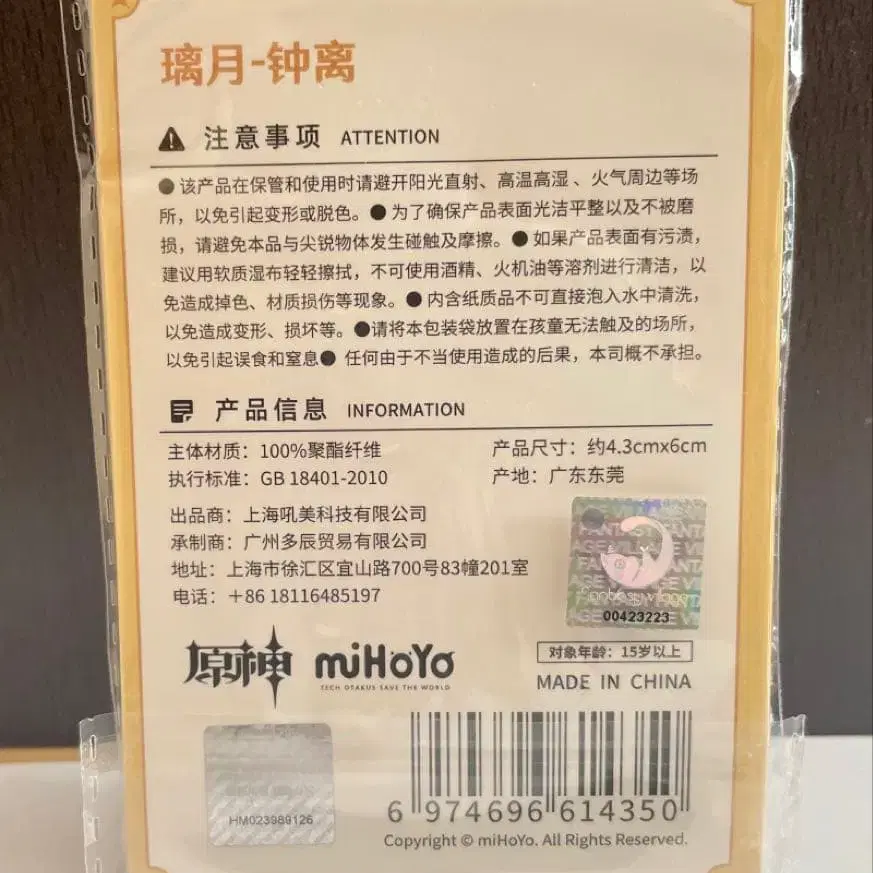 璃月-钟离
注意事项 ATTENTION
●该产品在保管和使用时请避开阳光直射、高温高湿、火气周边等场
所，以免引起变形或脱色。●为了确保产品表面光洁平整以及不被磨
损，请避免本品与尖锐物体发生碰触及摩擦。●如果产品表面有污渍，
建议用软质湿布轻轻擦拭，不可使用酒精、火机油等溶剂进行清洁，以
免造成掉色、材质损伤等现象。●内含纸质品不可直接泡入水中清洗，
以免造成变形、损坏等。●请将本包装袋放置在孩童无法触及的场所，
以免引起误食和窒息● 任何由于不当使用造成的后果，本司概不承担。
产品信息 INFORMATION
主体材质：100%聚酯纤维 产品尺寸：约4.3cmx6cm
执行标准：GB 18401-2010 产地：广东东莞
出品商：上海吼美科技有限公司
承制商：广州多辰贸易有限公司
地址：上海市徐汇区宜山路700号83幢201室
电话：＋86 18116485197
fantasy village
00423223
原神 miHoYo
TECH OTAKUS SAVE THE WORLD
对象年龄：15岁以上
MADE IN CHINA
HM023989126
6 974696 614350
Copyright © miHoYo. All Rights Reserved.